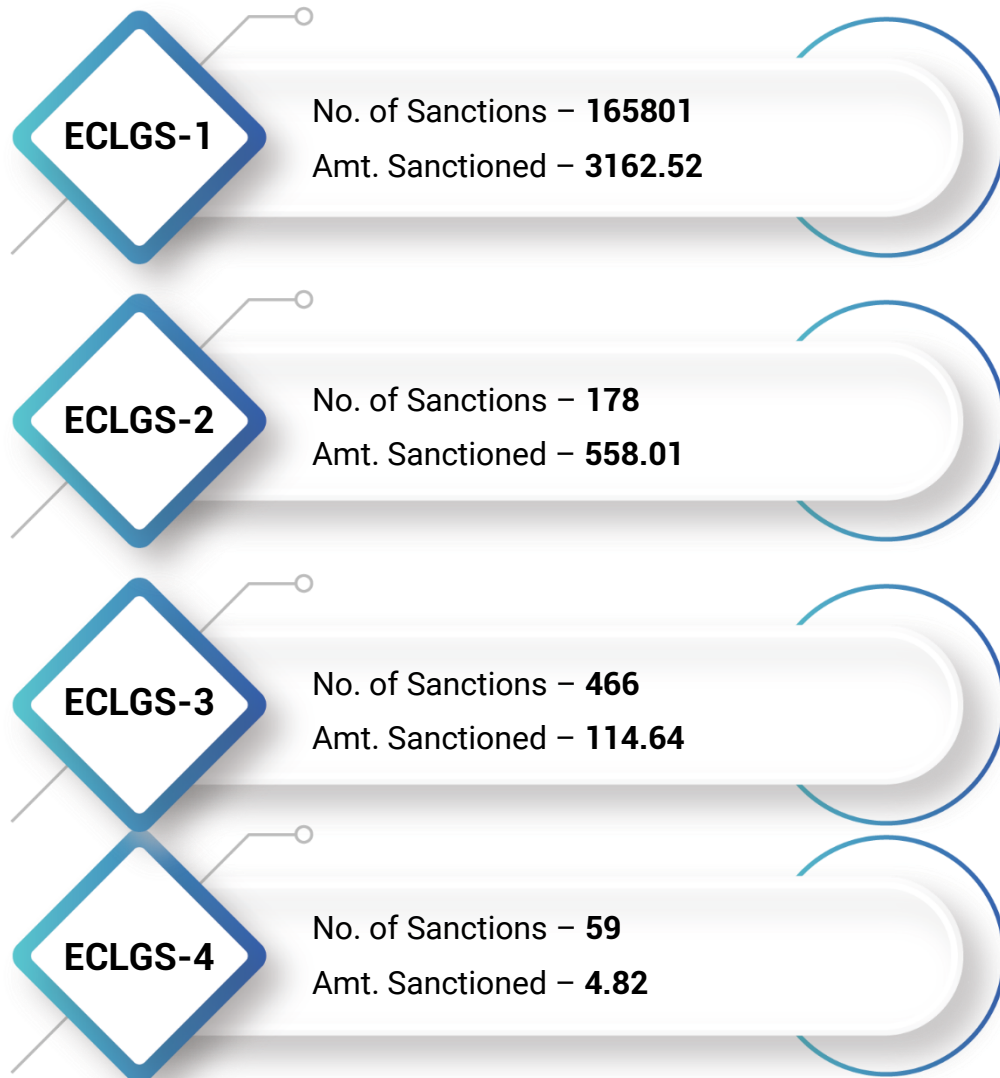 ECLGS-1
No. of Sanctions – 165801
Amt. Sanctioned – 3162.52
ECLGS-2
No. of Sanctions – 178
Amt. Sanctioned – 558.01
ECLGS-3
No. of Sanctions – 466
Amt. Sanctioned – 114.64
ECLGS-4
No. of Sanctions – 59
Amt. Sanctioned – 4.82